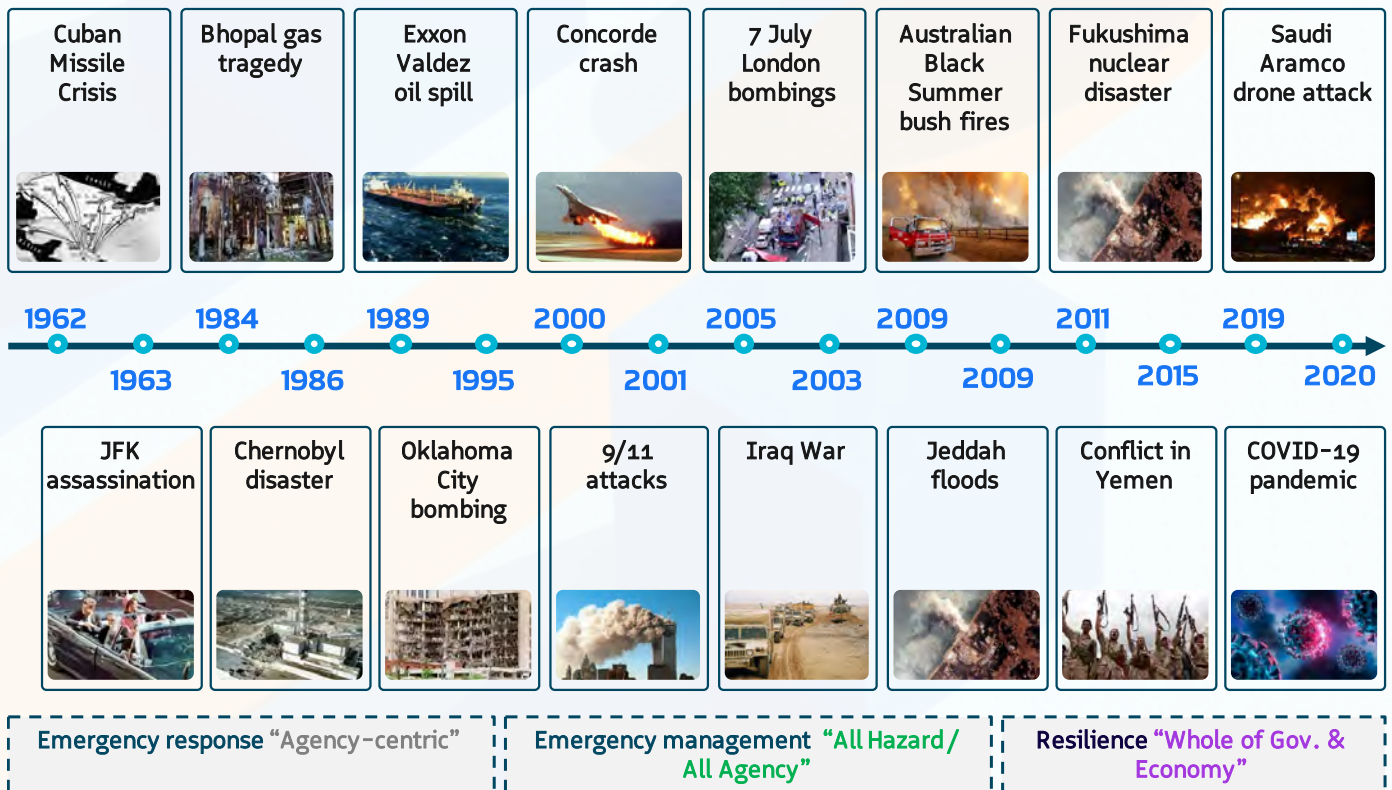 Cuban
Missile
Crisis
Bhopal gas
tragedy
Exxon
Valdez
oil spill
Concorde
crash
7 July
London
bombings
Australian
Black
Summer
bush fires
Fukushima
nuclear
disaster
Saudi
Aramco
drone attack
1962
1984
1989
2000
2005
2009
2011
2019
1963
1986
1995
2001
2003
2009
2015
2020
JFK
assassination
Chernobyl
disaster
Oklahoma
City
bombing
9/11
attacks
Iraq War
Jeddah
floods
Conflict in
Yemen
COVID-19
pandemic
Emergency response “Agency-centric”
Emergency management “All Hazard/
All Agency”
Resilience “Whole of Gov. &
Economy”